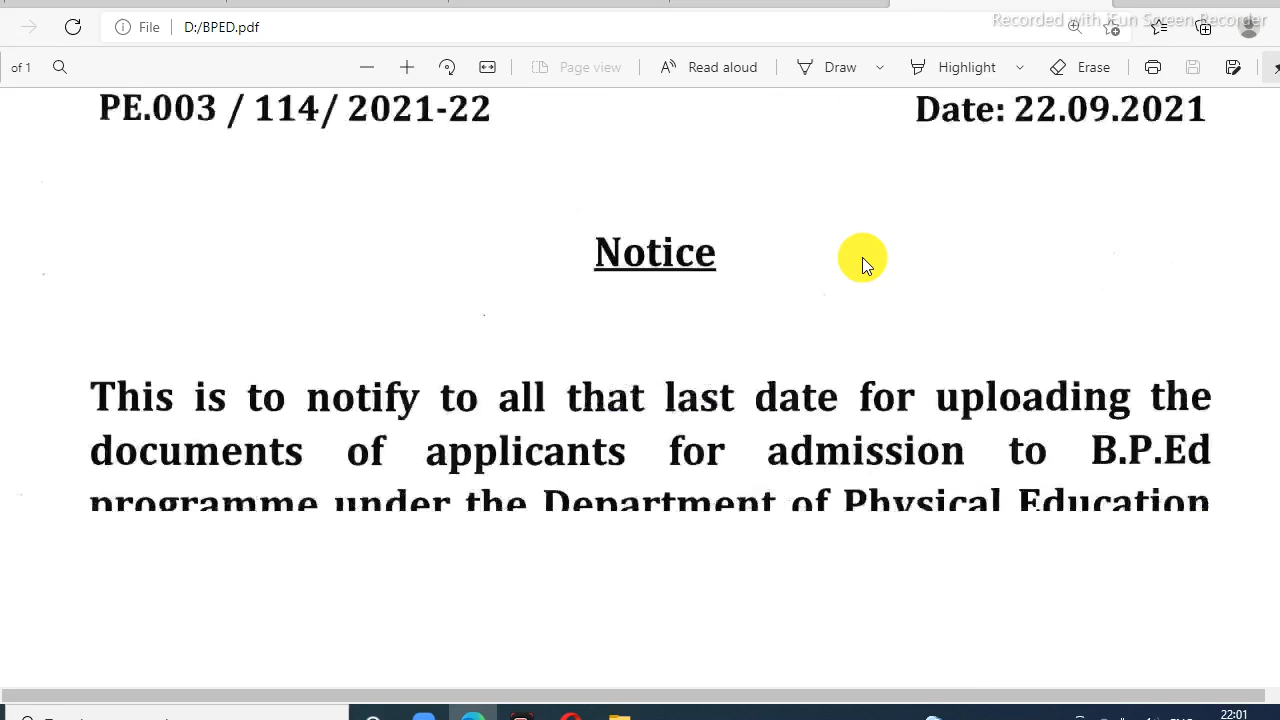 Recorded with iFun Screen Recorder
File D:/BPED.pdf
of 1 Page view Read aloud Draw Highlight Erase
PE.003 / 114/ 2021-22 Date: 22.09.2021
Notice
This is to notify to all that last date for uploading the
documents of applicants for admission to B.P.Ed
programme under the Department of Physical Education
22:01